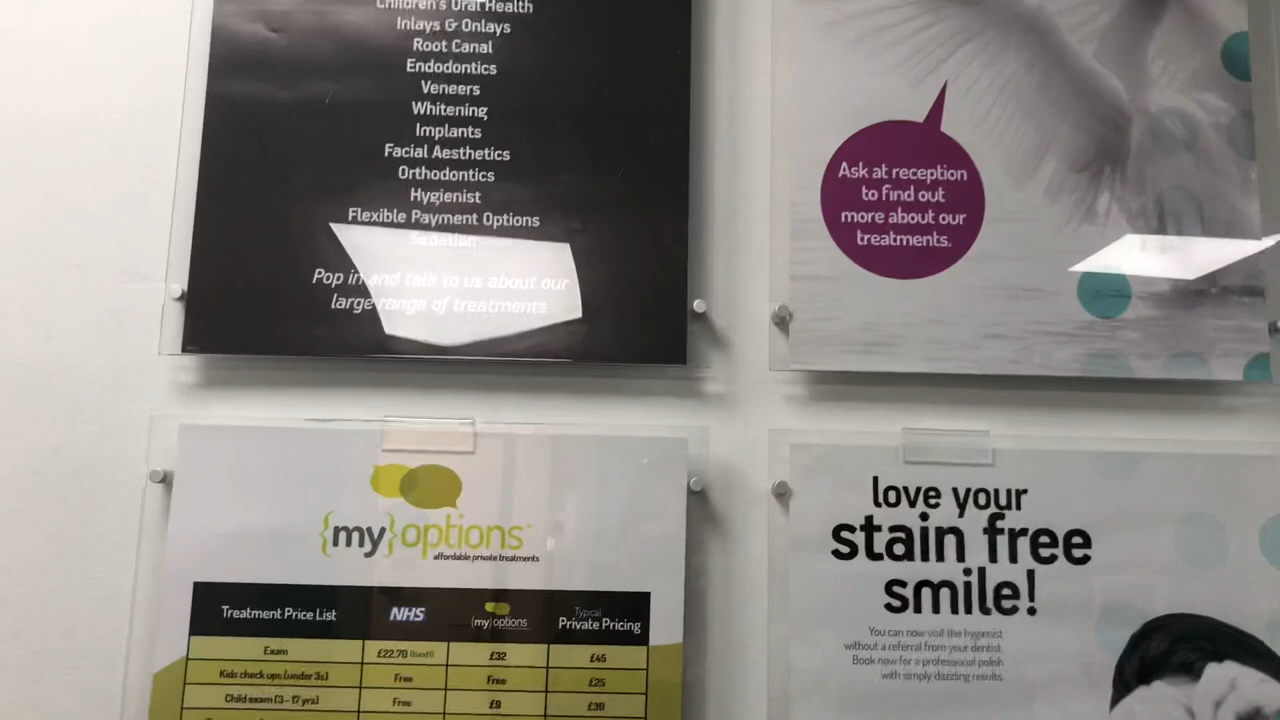 Children's Oral Health
Inlays & Onlays
Root Canal
Endodontics
Veneers
Whitening
Implants
Facial Aesthetics
Orthodontics
Hygienist
Flexible Payment Options
Sedation
Pop in and talk to us about our
large range of treatments
Ask at reception
to find out
more about our
treatments.
{my}options
affordable private treatments
Treatment Price List NHS {my}options Typical Private Pricing
Exam £22.70 (band 1) £32 £45
Kids check ups (under 3s) Free Free £25
Child exam (3-17 yrs) Free £9 £30
love your
stain free
smile!
You can now visit the hygienist
without a referral from your dentist.
Book now for a professional polish
with simply dazzling results.